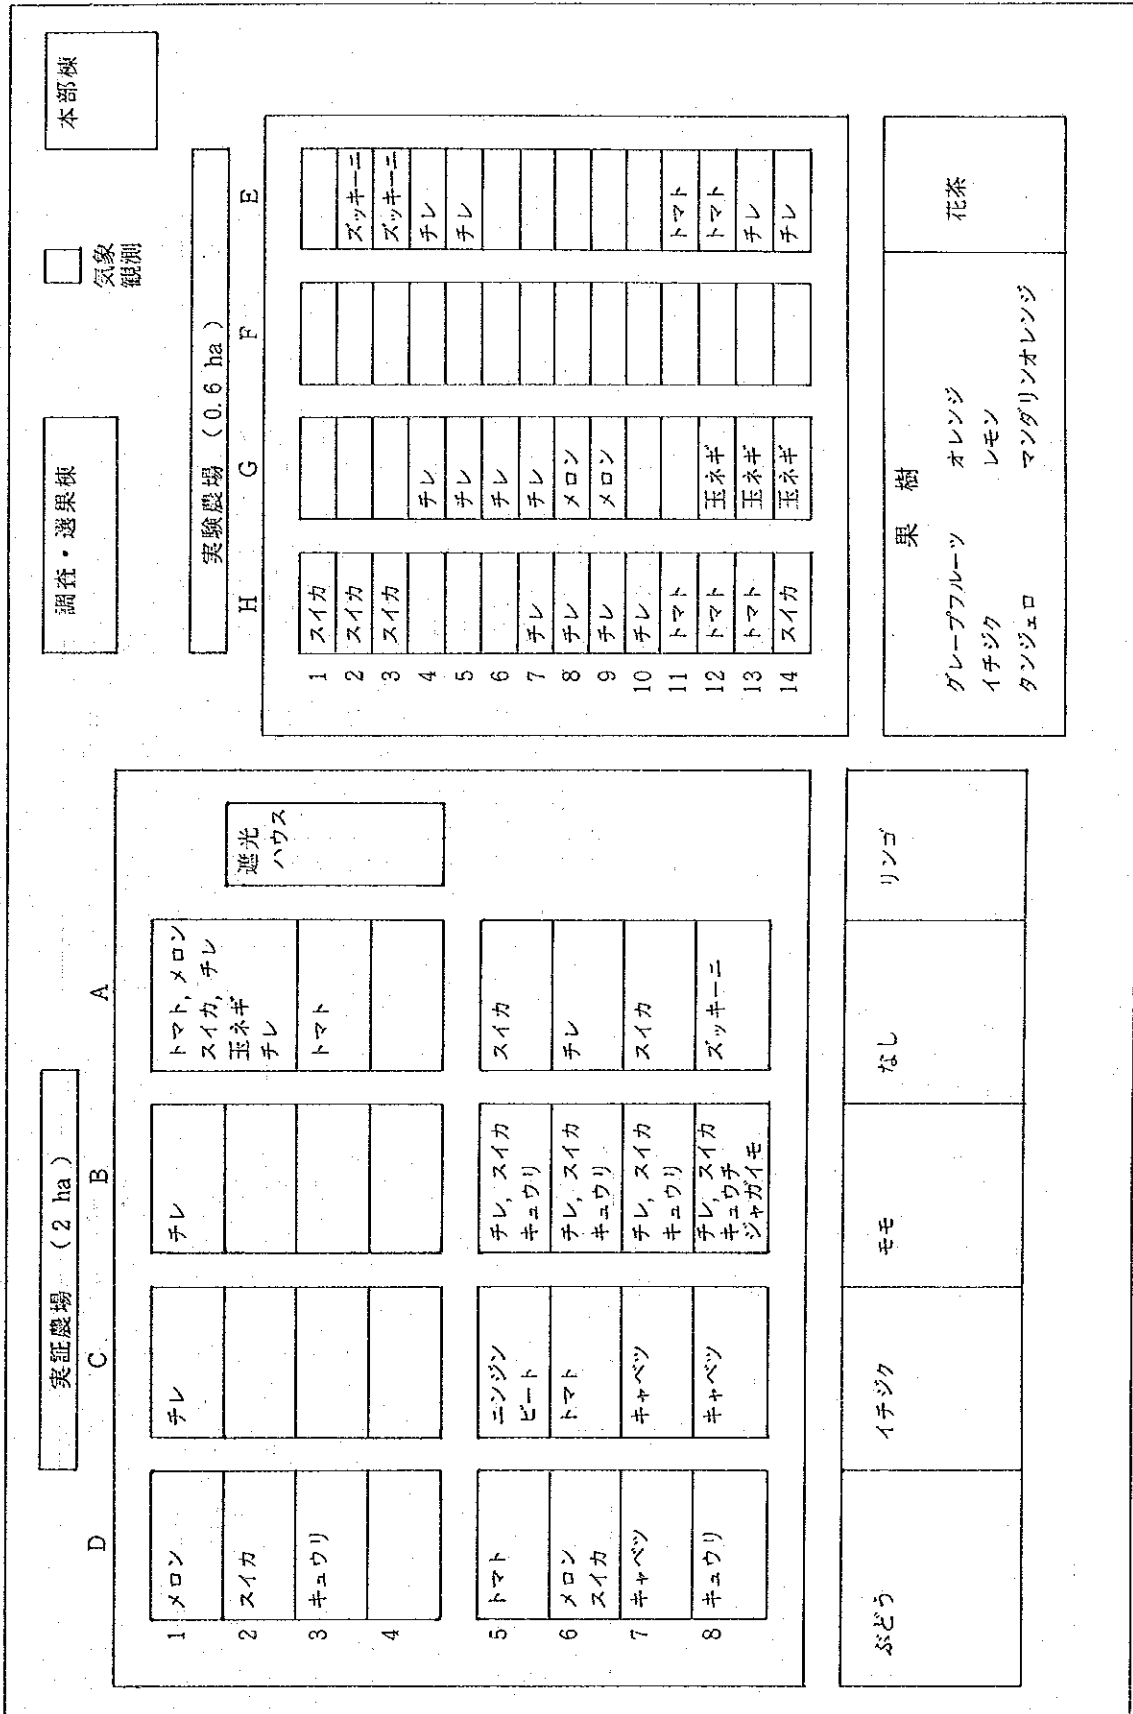 実証農場 (2 ha)
D
C
B
A
1
メロン
チレ
チレ
トマト, メロン
スイカ, チレ
玉ネギ
チレ
2
スイカ
3
キュウリ
トマト
4
遮光
ハウス
5
トマト
ニンジン
ビート
チレ, スイカ
キュウリ
スイカ
6
メロン
スイカ
トマト
チレ, スイカ
キュウリ
チレ
7
キャベツ
キャベツ
チレ, スイカ
キュウリ
スイカ
8
キュウリ
キャベツ
チレ, スイカ
キュウチ
ジャガイモ
ズッキーニ
ぶどう
イチジク
モモ
なし
リンゴ
調査・選果棟
気象
観測
本部棟
実験農場 (0.6 ha)
H
G
F
E
1
スイカ
2
スイカ
ズッキーニ
3
スイカ
ズッキーニ
4
チレ
チレ
5
チレ
チレ
6
チレ
7
チレ
チレ
8
チレ
メロン
9
チレ
メロン
10
チレ
11
トマト
トマト
12
トマト
玉ネギ
トマト
13
トマト
玉ネギ
チレ
14
スイカ
玉ネギ
チレ
果樹
グレープフルーツ オレンジ
イチジク レモン
タンジェロ マンダリンオレンジ
花茶